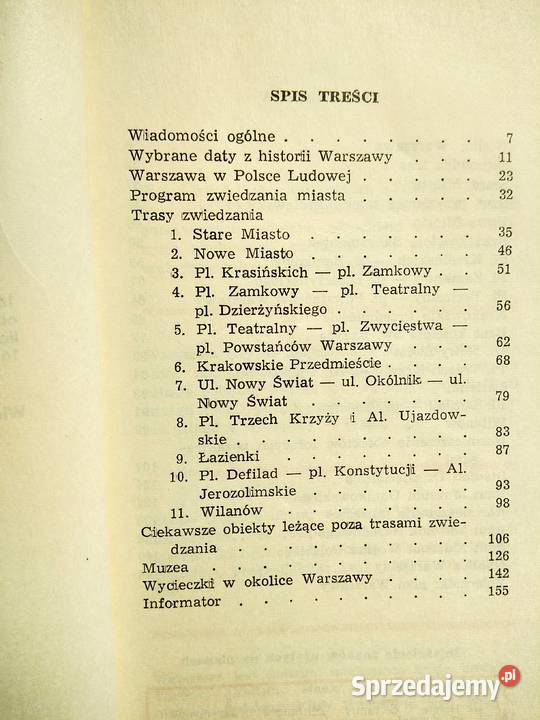 SPIS TREŚCI
Wiadomości ogólne . . . . . . . 7
Wybrane daty z historii Warszawy . . . 11
Warszawa w Polsce Ludowej . . . . 23
Program zwiedzania miasta . . . . 32
Trasy zwiedzania
1. Stare Miasto . . . . . . 35
2. Nowe Miasto . . . . . . 46
3. Pl. Krasińskich — pl. Zamkowy . . 51
4. Pl. Zamkowy — pl. Teatralny —
pl. Dzierżyńskiego . . . . . 56
5. Pl. Teatralny — pl. Zwycięstwa —
pl. Powstańców Warszawy . . . 62
6. Krakowskie Przedmieście . . . 68
7. Ul. Nowy Świat — ul. Okólnik — ul.
Nowy Świat . . . . . . 79
8. Pl. Trzech Krzyży i Al. Ujazdow-
skie . . . . . . . . 83
9. Łazienki . . . . . . . 87
10. Pl. Defilad — pl. Konstytucji — Al.
Jerozolimskie . . . . . . 93
11. Wilanów . . . . . . . 98
Ciekawsze obiekty leżące poza trasami zwie-
dzania . . . . . . . . 106
Muzea . . . . . . . . . 126
Wycieczki w okolice Warszawy . . . 142
Informator . . . . . . . . 155
Sprzedajemy.pl